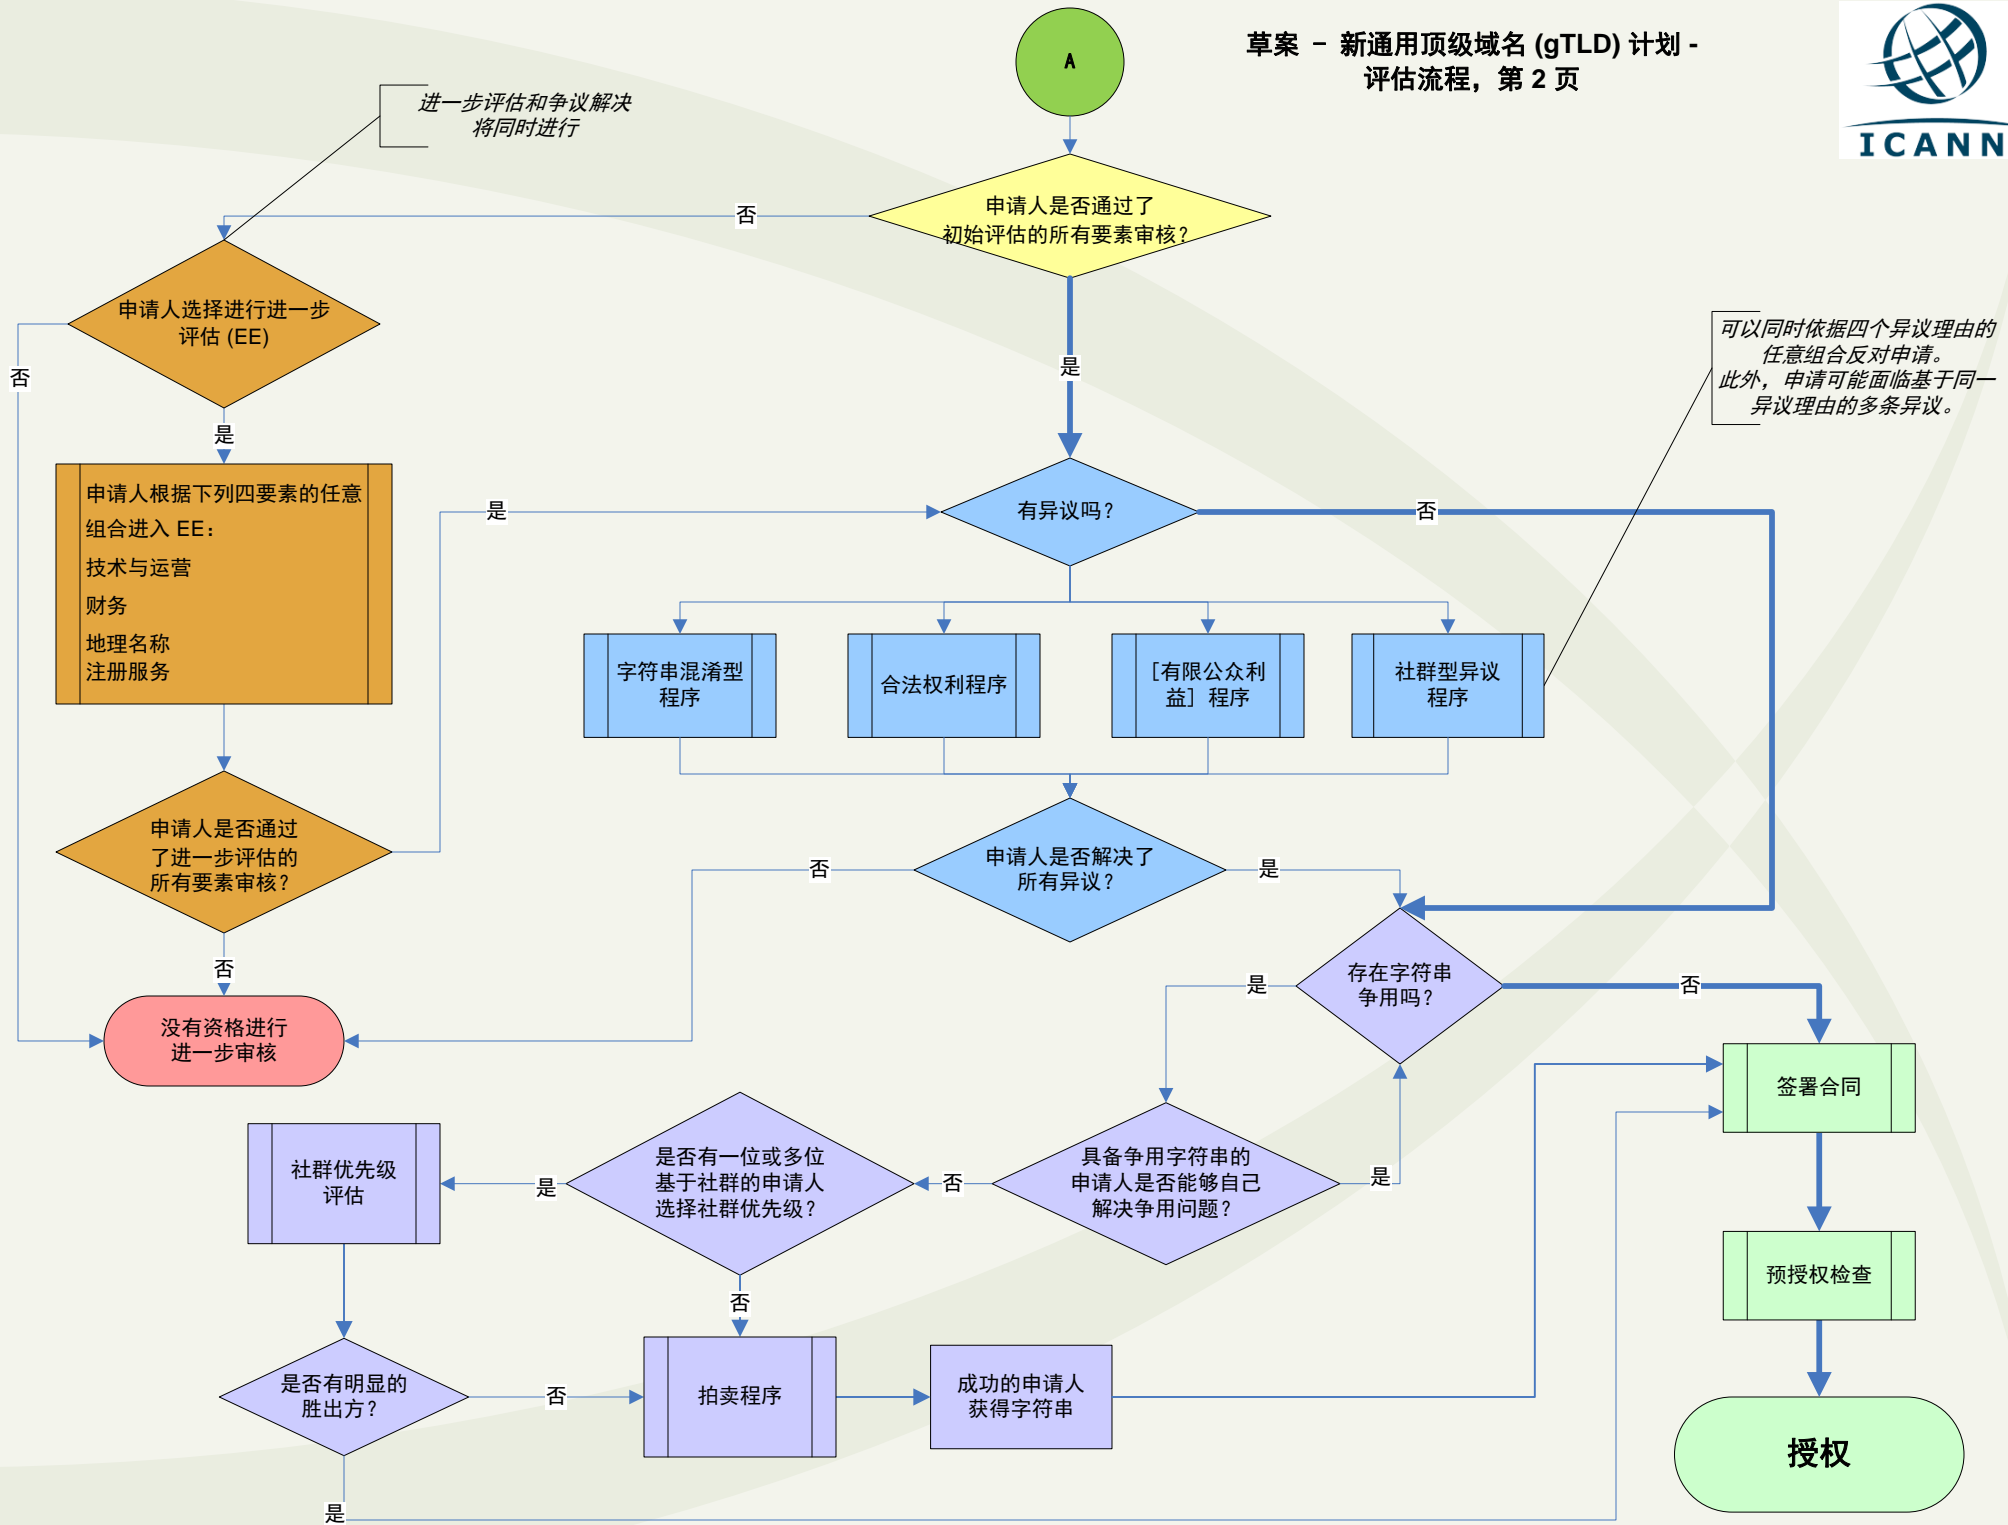 A
草案 － 新通用顶级域名 (gTLD) 计划 -
评估流程，第 2 页
ICANN
进一步评估和争议解决
将同时进行
申请人是否通过了
初始评估的所有要素审核？
否
是
申请人选择进行进一步
评估 (EE)
否
是
可以同时依据四个异议理由的
任意组合反对申请。
此外，申请可能面临基于同一
异议理由的多条异议。
申请人根据下列四要素的任意
组合进入 EE：
技术与运营
财务
地理名称
注册服务
是
有异议吗？
否
字符串混淆型
程序
合法权利程序
［有限公众利
益］程序
社群型异议
程序
申请人是否通过
了进一步评估的
所有要素审核？
否
申请人是否解决了
所有异议？
否
是
没有资格进行
进一步审核
存在字符串
争用吗？
是
否
签署合同
社群优先级
评估
是
是否有一位或多位
基于社群的申请人
选择社群优先级？
否
具备争用字符串的
申请人是否能够自己
解决争用问题？
是
否
预授权检查
是否有明显的
胜出方？
否
拍卖程序
成功的申请人
获得字符串
授权
是